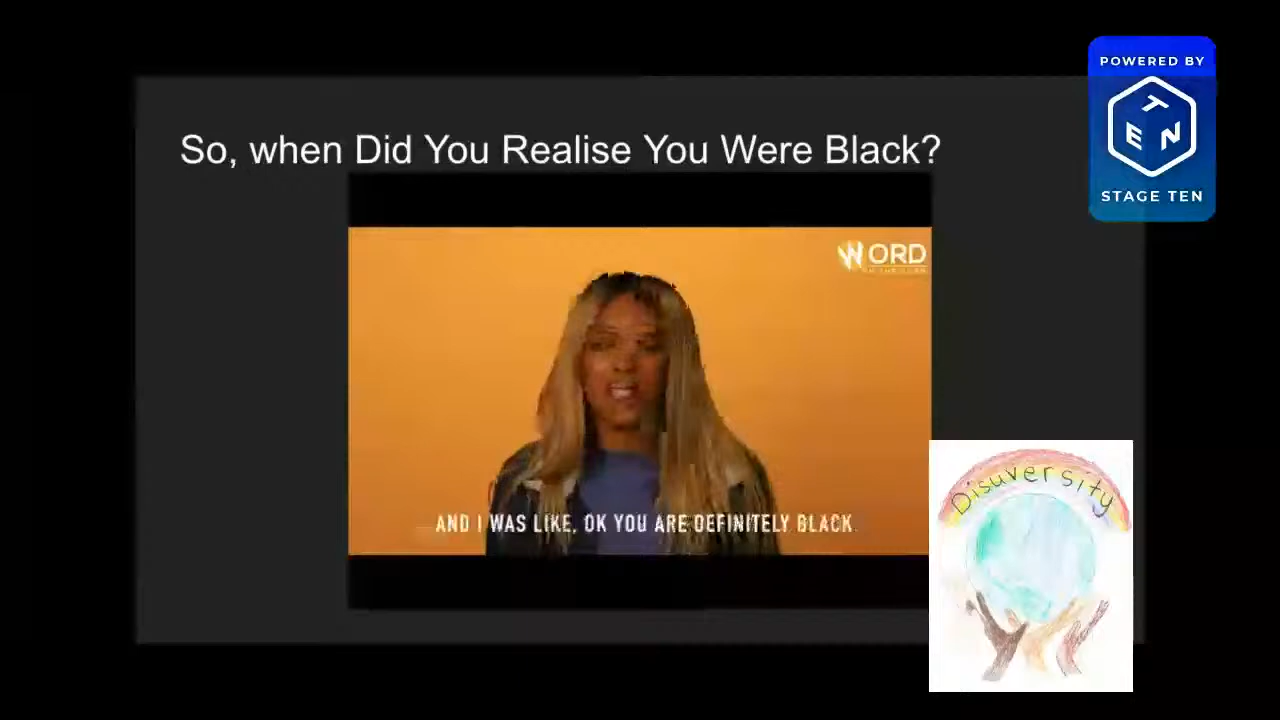 POWERED BY
TEN
STAGE TEN
So, when Did You Realise You Were Black?
WORD
AND I WAS LIKE, OK YOU ARE DEFINITELY BLACK.
Disuversity